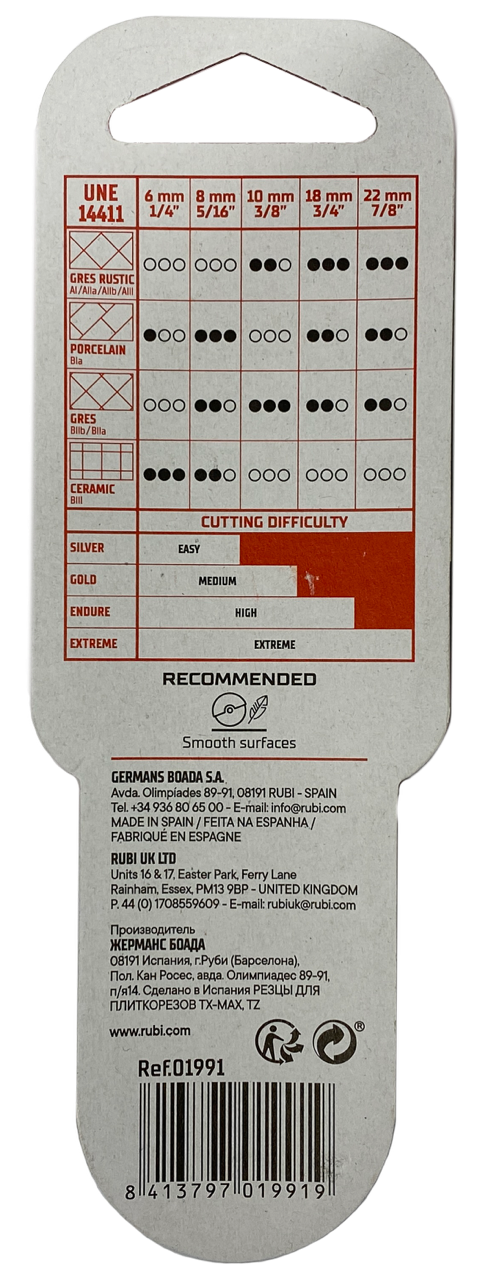 UNE 14411 6 mm 1/4” 8 mm 5/16” 10 mm 3/8” 18 mm 3/4” 22 mm 7/8”
GRES RUSTIC ○○○ ○○○ ●●○ ●●● ●●●
AI/AIIa/AIIb/AIII
PORCELAIN ●○○ ●●● ○○○ ●●○ ●●○
BIa
GRES ○○○ ●●○ ●●● ●●○ ●●○
BIIb/BIIa
CERAMIC ●●● ●●○ ○○○ ○○○ ○○○
BIII
CUTTING DIFFICULTY
SILVER EASY
GOLD MEDIUM
ENDURE HIGH
EXTREME EXTREME
RECOMMENDED
Smooth surfaces
GERMANS BOADA S.A.
Avda. Olimpíades 89-91, 08191 RUBI - SPAIN
Tel. +34 936 80 65 00 - E-mail: info@rubi.com
MADE IN SPAIN / FEITA NA ESPANHA /
FABRIQUÉ EN ESPAGNE
RUBI UK LTD
Units 16 & 17, Easter Park, Ferry Lane
Rainham, Essex, PM13 9BP - UNITED KINGDOM
P. 44 (0) 1708559609 - E-mail: rubiuk@rubi.com
Производитель
ЖЕРМАНС БОАДА
08191 Испания, г.Руби (Барселона),
Пол. Кан Росес, авда. Олимпиадес 89-91,
п/я14. Сделано в Испания РЕЗЦЫ ДЛЯ
ПЛИТКОРЕЗОВ TX-MAX, TZ
www.rubi.com
®
Ref.01991
8 413797 019919